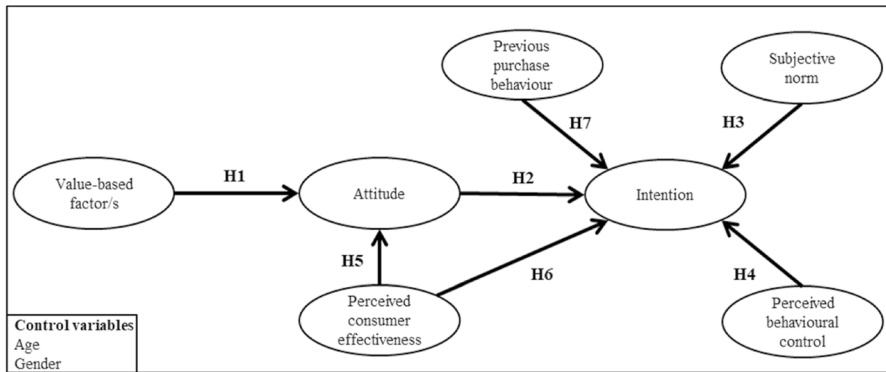 Previous
purchase
behaviour
Subjective
norm
H7
H3
H1
H2
Value-based
factor/s
Attitude
Intention
H5
H6
H4
Perceived
consumer
effectiveness
Perceived
behavioural
control
Control variables
Age
Gender